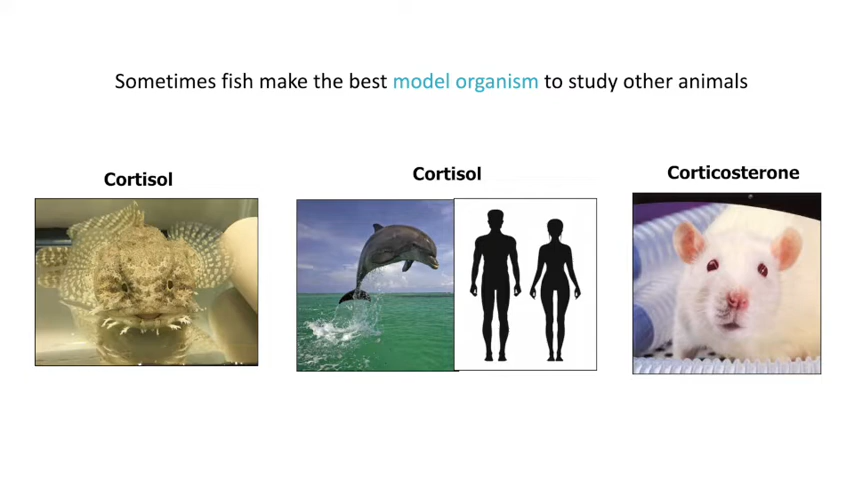 Sometimes fish make the best model organism to study other animals
Cortisol
Cortisol
Corticosterone